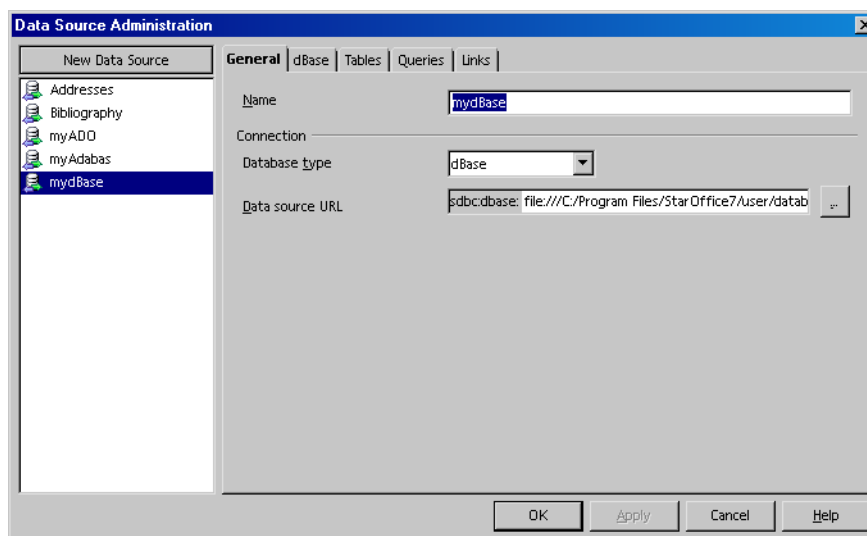 Data Source Administration
New Data Source
Addresses
Bibliography
myADO
myAdabas
mydBase
General dBase Tables Queries Links
Name mydBase
Connection
Database type dBase
Data source URL sdbc:dbase: file:///C:/Program Files/StarOffice7/user/datab ...
OK Apply Cancel Help